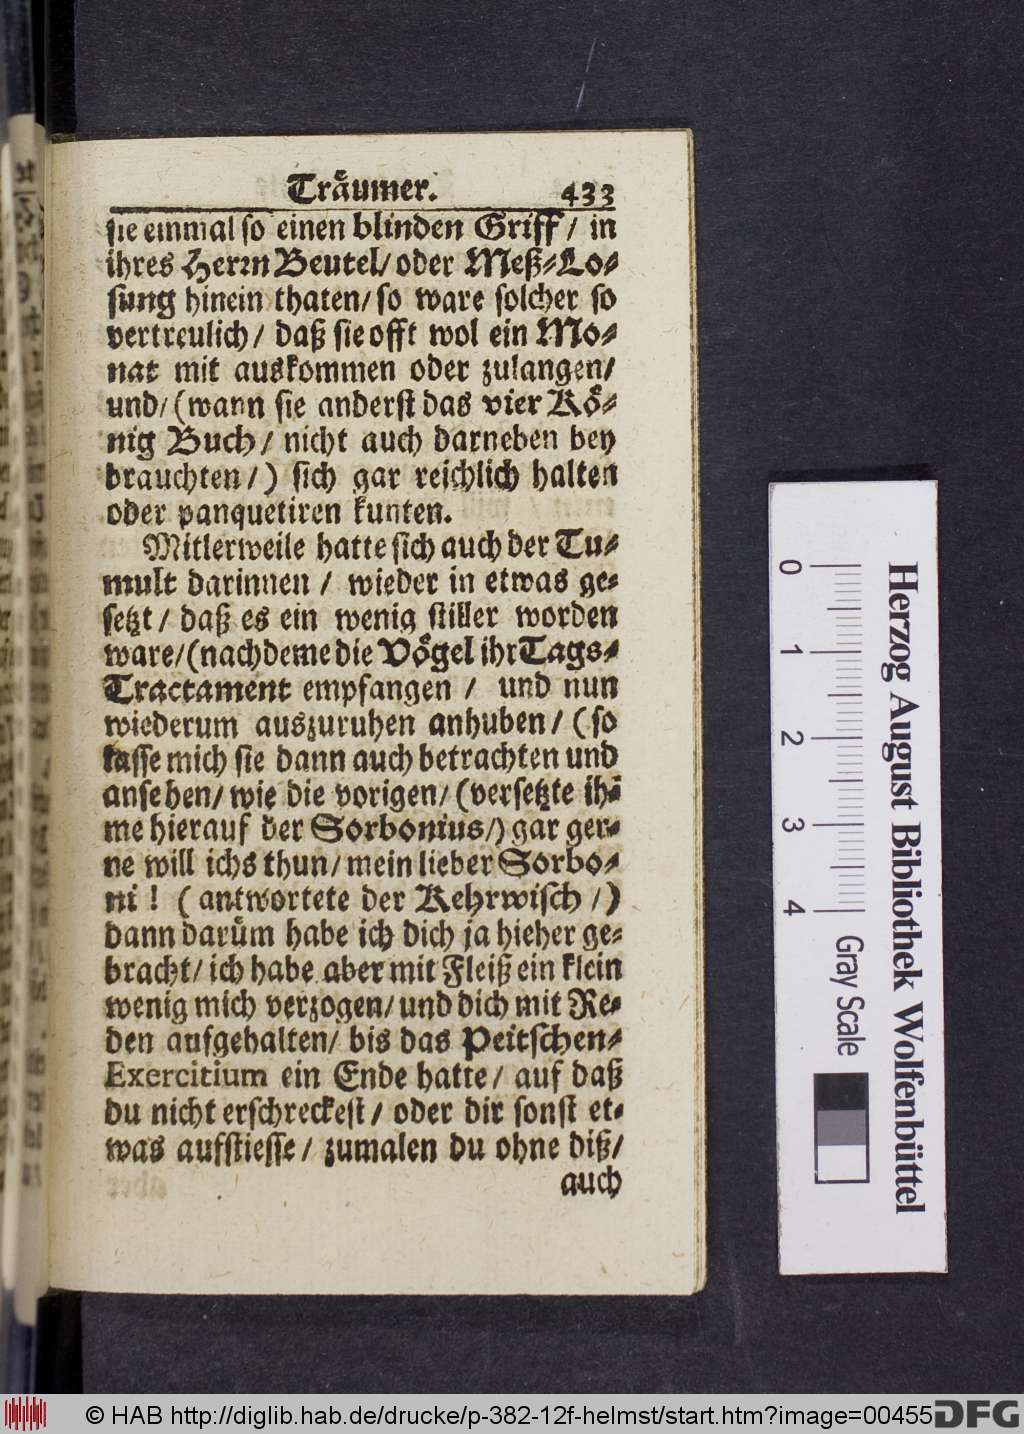 Träumer. 433
sie einmal so einen blinden Griff / in
ihres Herrn Beutel/ oder Meß-Lo-
sung hinein thaten/ so ware solcher so
vertreulich / daß sie offt wol ein Mo-
nat mit auskommen oder zulangen/
und/ (wann sie anderst das vier Kö-
nig Buch / nicht auch darneben bey
brauchten /) sich gar reichlich halten
oder panquetiren kunten.
Mitlerweile hatte sich auch der Tu-
mult darinnen / wieder in etwas ge-
setzt / daß es ein wenig stiller worden
ware/ (nachdeme die Vögel ihr Tags-
Tractament empfangen / und nun
wiederum auszuruhen anhuben / (so
lasse mich sie dann auch betrachten und
ansehen/ wie die vorigen/ (versetzte ih-
me hierauf der Sorbonius/) gar ger-
ne will ichs thun/ mein lieber Sorbo-
ni ! ( antwortete der Kehrwisch /)
dann darüm habe ich dich ja hieher ge-
bracht/ ich habe aber mit Fleiß ein klein
wenig mich verzogen/ und dich mit Re-
den aufgehalten/ bis das Peitschen-
Exercitium ein Ende hatte / auf daß
du nicht erschreckest / oder dir sonst et-
was aufstiesse / zumalen du ohne diß/
auch
0 1 2 3 4
Gray Scale
Herzog August Bibliothek Wolfenbüttel
© HAB http://diglib.hab.de/drucke/p-382-12f-helmst/start.htm?image=00455
DFG